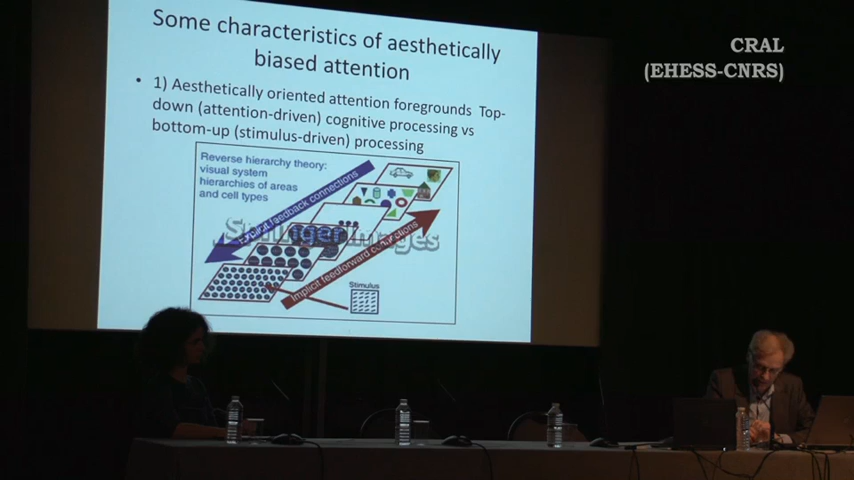 Some characteristics of aesthetically
biased attention
• 1) Aesthetically oriented attention foregrounds Top-
down (attention-driven) cognitive processing vs
bottom-up (stimulus-driven) processing
CRAL
(EHESS-CNRS)
Reverse hierarchy theory:
visual system
hierarchies of areas
and cell types
Explicit feedback connections
Springer Images
Implicit feedforward connections
Stimulus